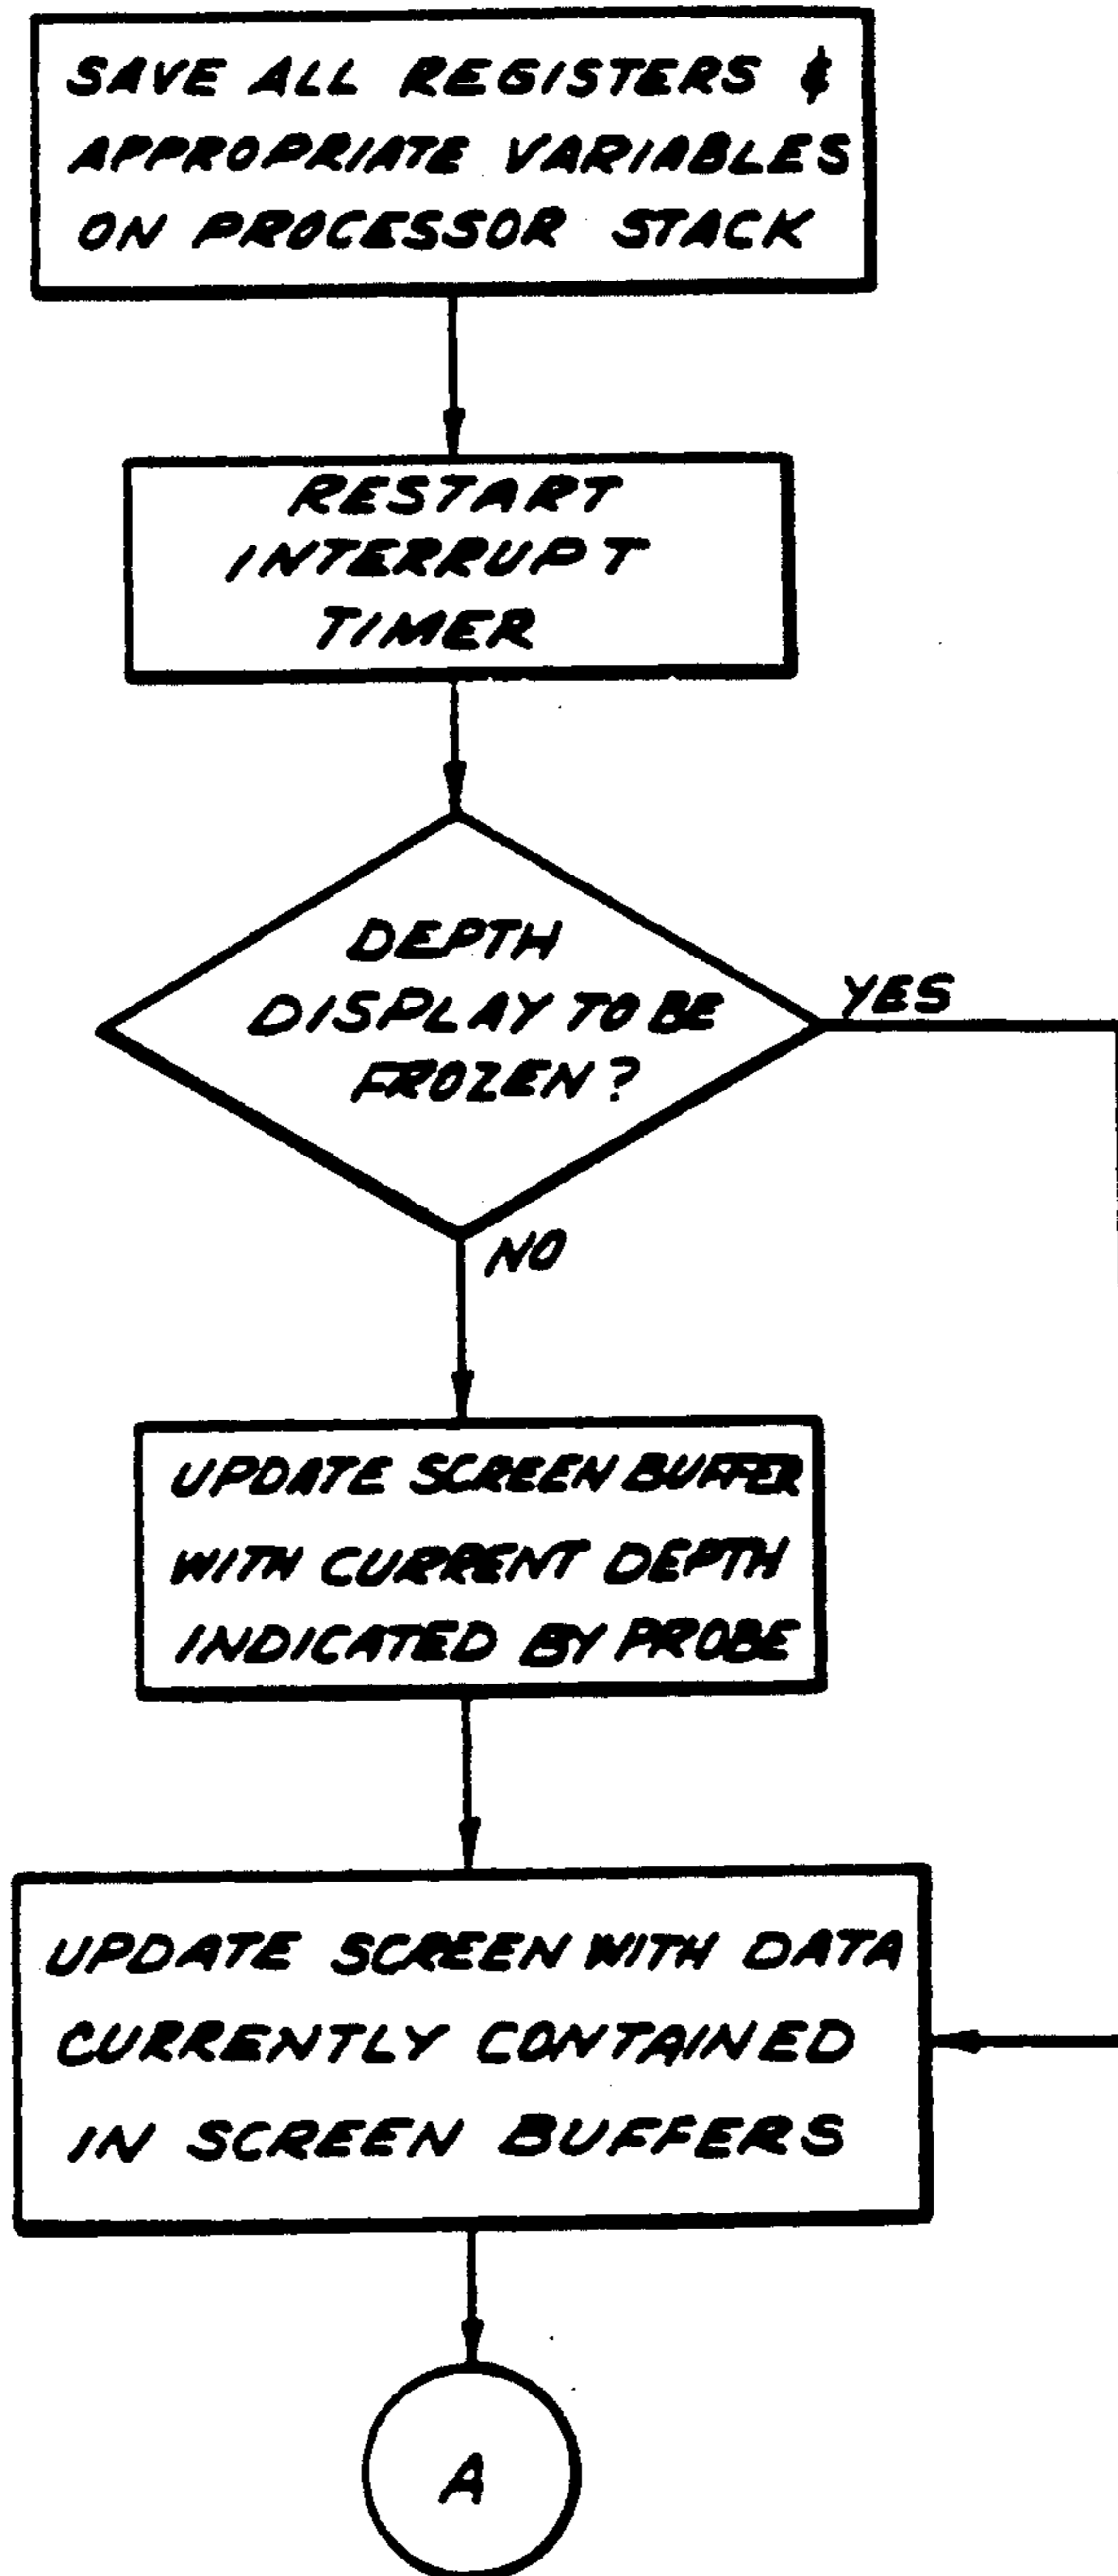 SAVE ALL REGISTERS &
APPROPRIATE VARIABLES
ON PROCESSOR STACK
RESTART
INTERRUPT
TIMER
DEPTH
DISPLAY TO BE
FROZEN?
YES
NO
UPDATE SCREEN BUFFER
WITH CURRENT DEPTH
INDICATED BY PROBE
UPDATE SCREEN WITH DATA
CURRENTLY CONTAINED
IN SCREEN BUFFERS
A